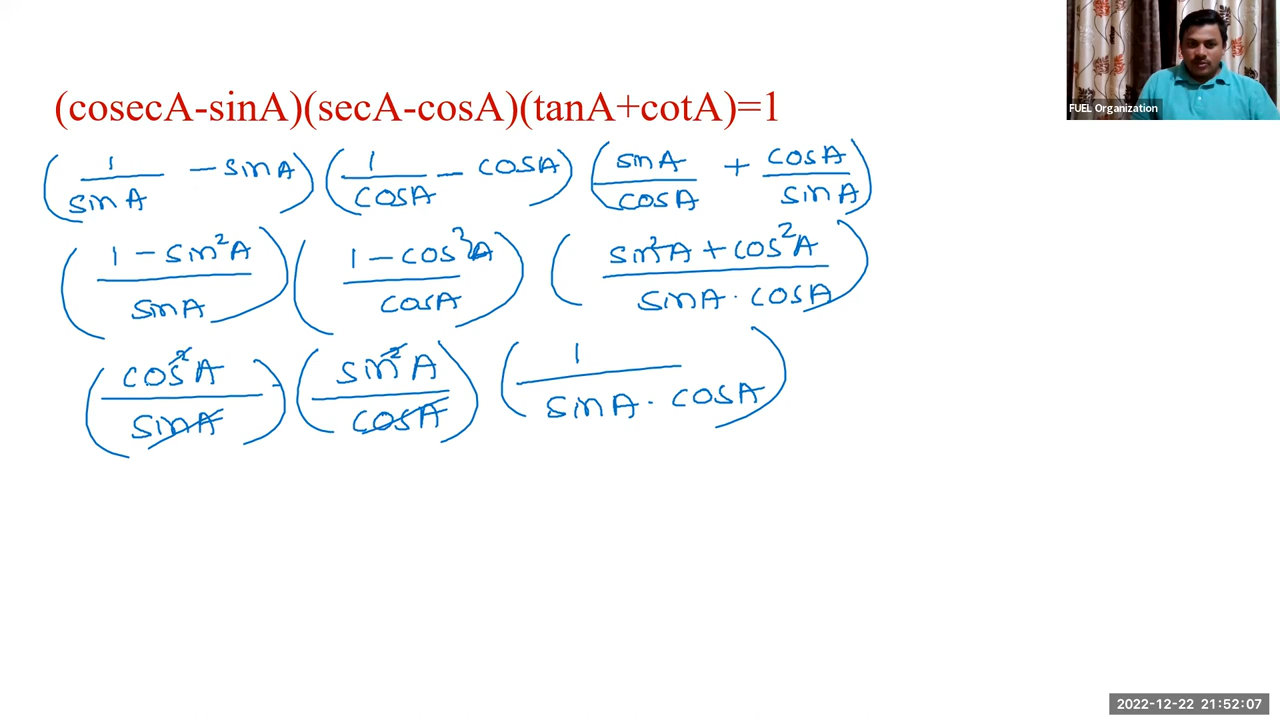 (cosecA-sinA)(secA-cosA)(tanA+cotA)=1
(1/sinA - sinA) (1/cosA - cosA) (sinA/cosA + cosA/sinA)
((1 - sin²A)/sinA) ((1 - cos²A)/cosA) ((sin²A + cos²A)/(sinA · cosA))
(cos²A/sinA) (sin²A/cosA) (1/(sinA · cosA))
FUEL Organization
2022-12-22 21:52:07